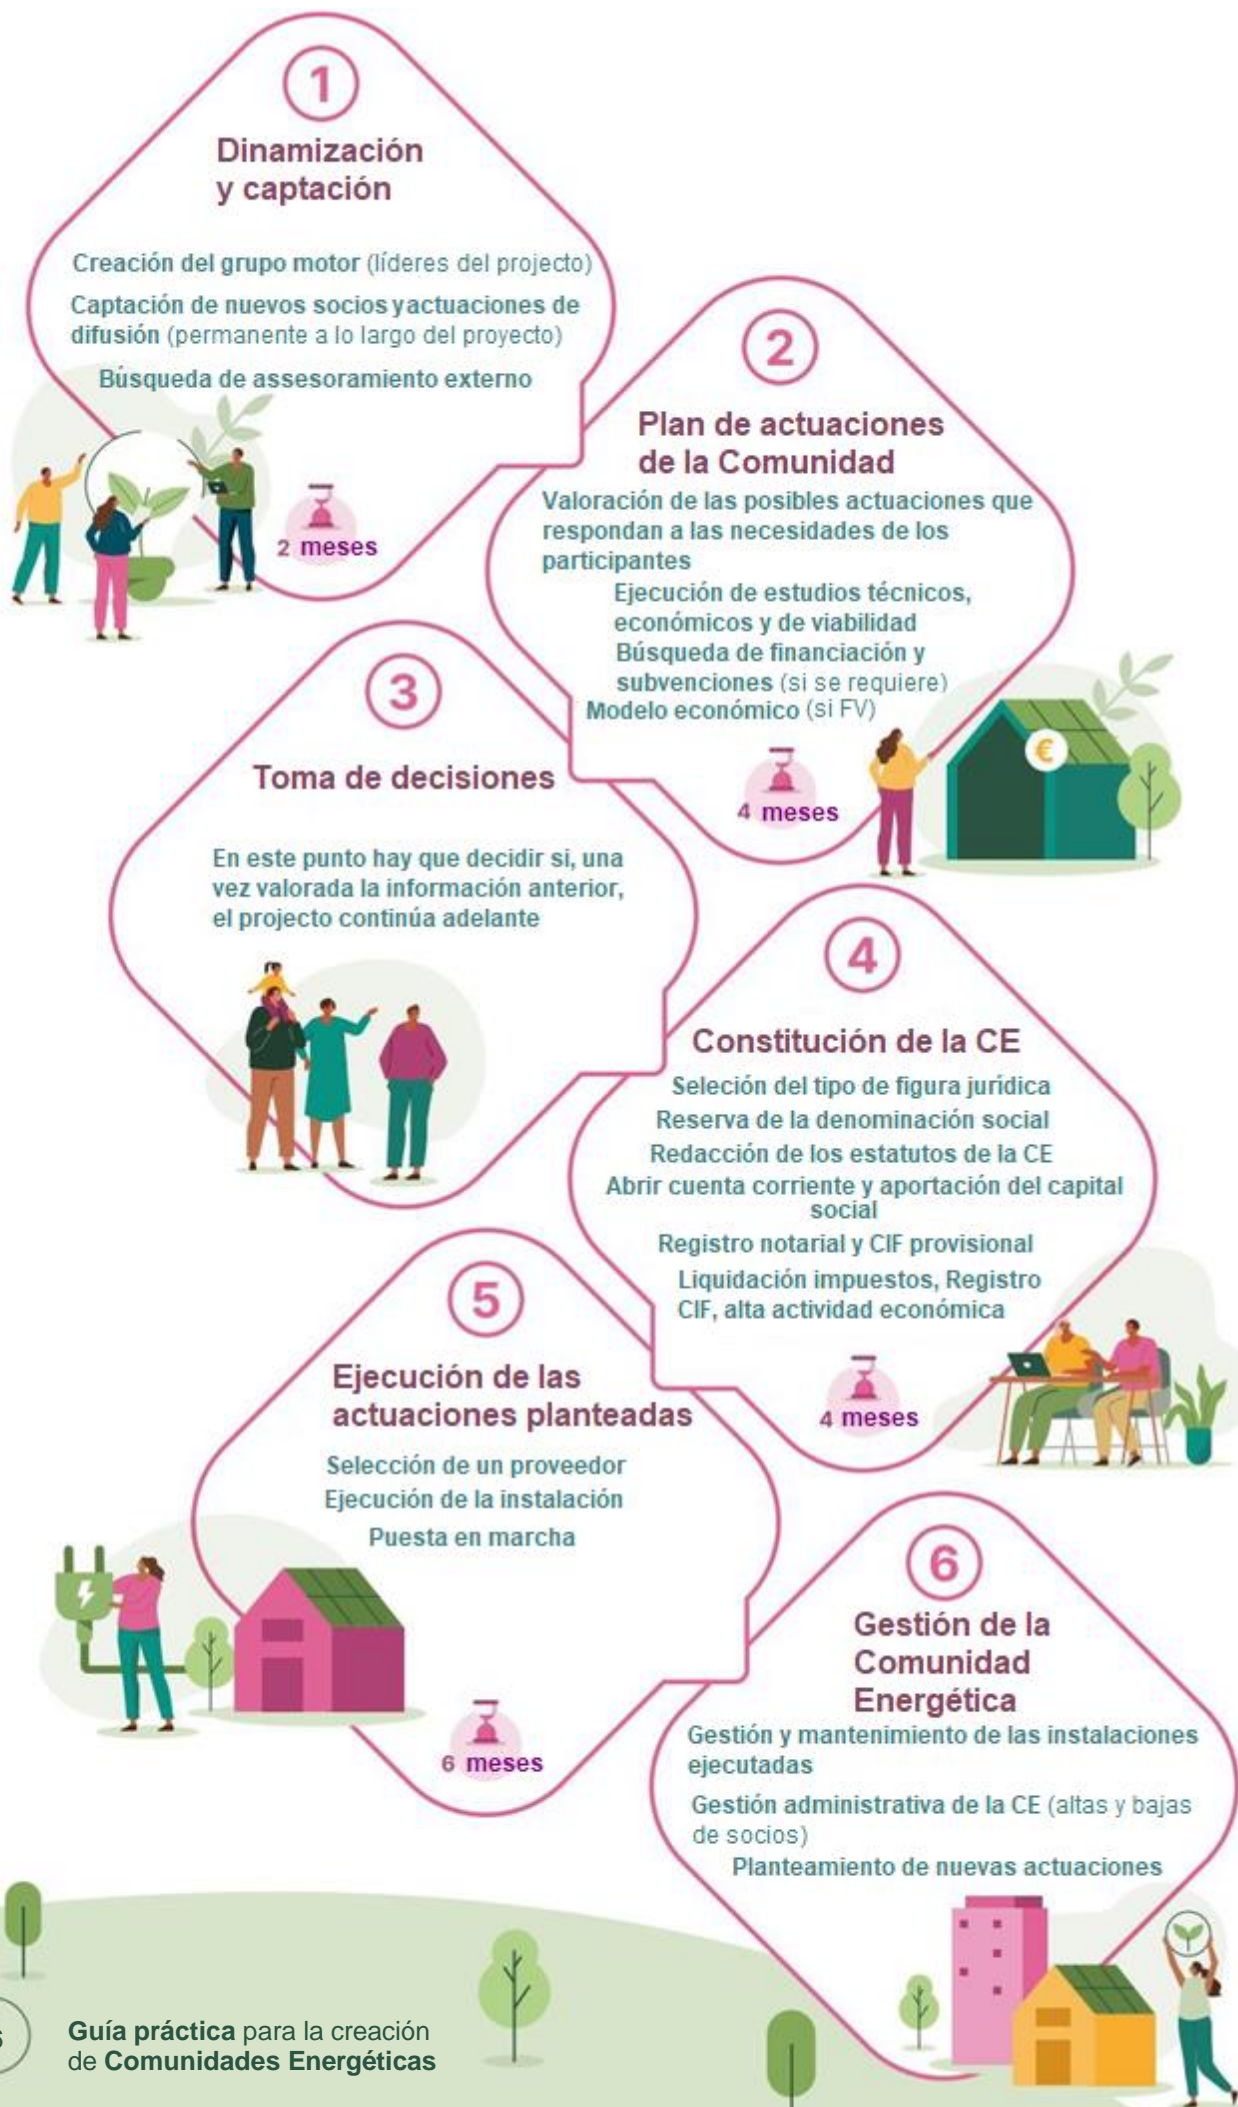 1
Dinamización
y captación
Creación del grupo motor (líderes del projecto)
Captación de nuevos socios y actuaciones de
difusión (permanente a lo largo del proyecto)
Búsqueda de assesoramiento externo
2 meses
2
Plan de actuaciones
de la Comunidad
Valoración de las posibles actuaciones que
respondan a las necesidades de los
participantes
Ejecución de estudios técnicos,
económicos y de viabilidad
Búsqueda de financiación y
subvenciones (si se requiere)
Modelo económico (si FV)
€
4 meses
3
Toma de decisiones
En este punto hay que decidir si, una
vez valorada la información anterior,
el projecto continúa adelante
4
Constitución de la CE
Seleción del tipo de figura jurídica
Reserva de la denominación social
Redacción de los estatutos de la CE
Abrir cuenta corriente y aportación del capital
social
Registro notarial y CIF provisional
Liquidación impuestos, Registro
CIF, alta actividad económica
4 meses
5
Ejecución de las
actuaciones planteadas
Selección de un proveedor
Ejecución de la instalación
Puesta en marcha
6 meses
6
Gestión de la
Comunidad
Energética
Gestión y mantenimiento de las instalaciones
ejecutadas
Gestión administrativa de la CE (altas y bajas
de socios)
Planteamiento de nuevas actuaciones
Guía práctica para la creación
de Comunidades Energéticas